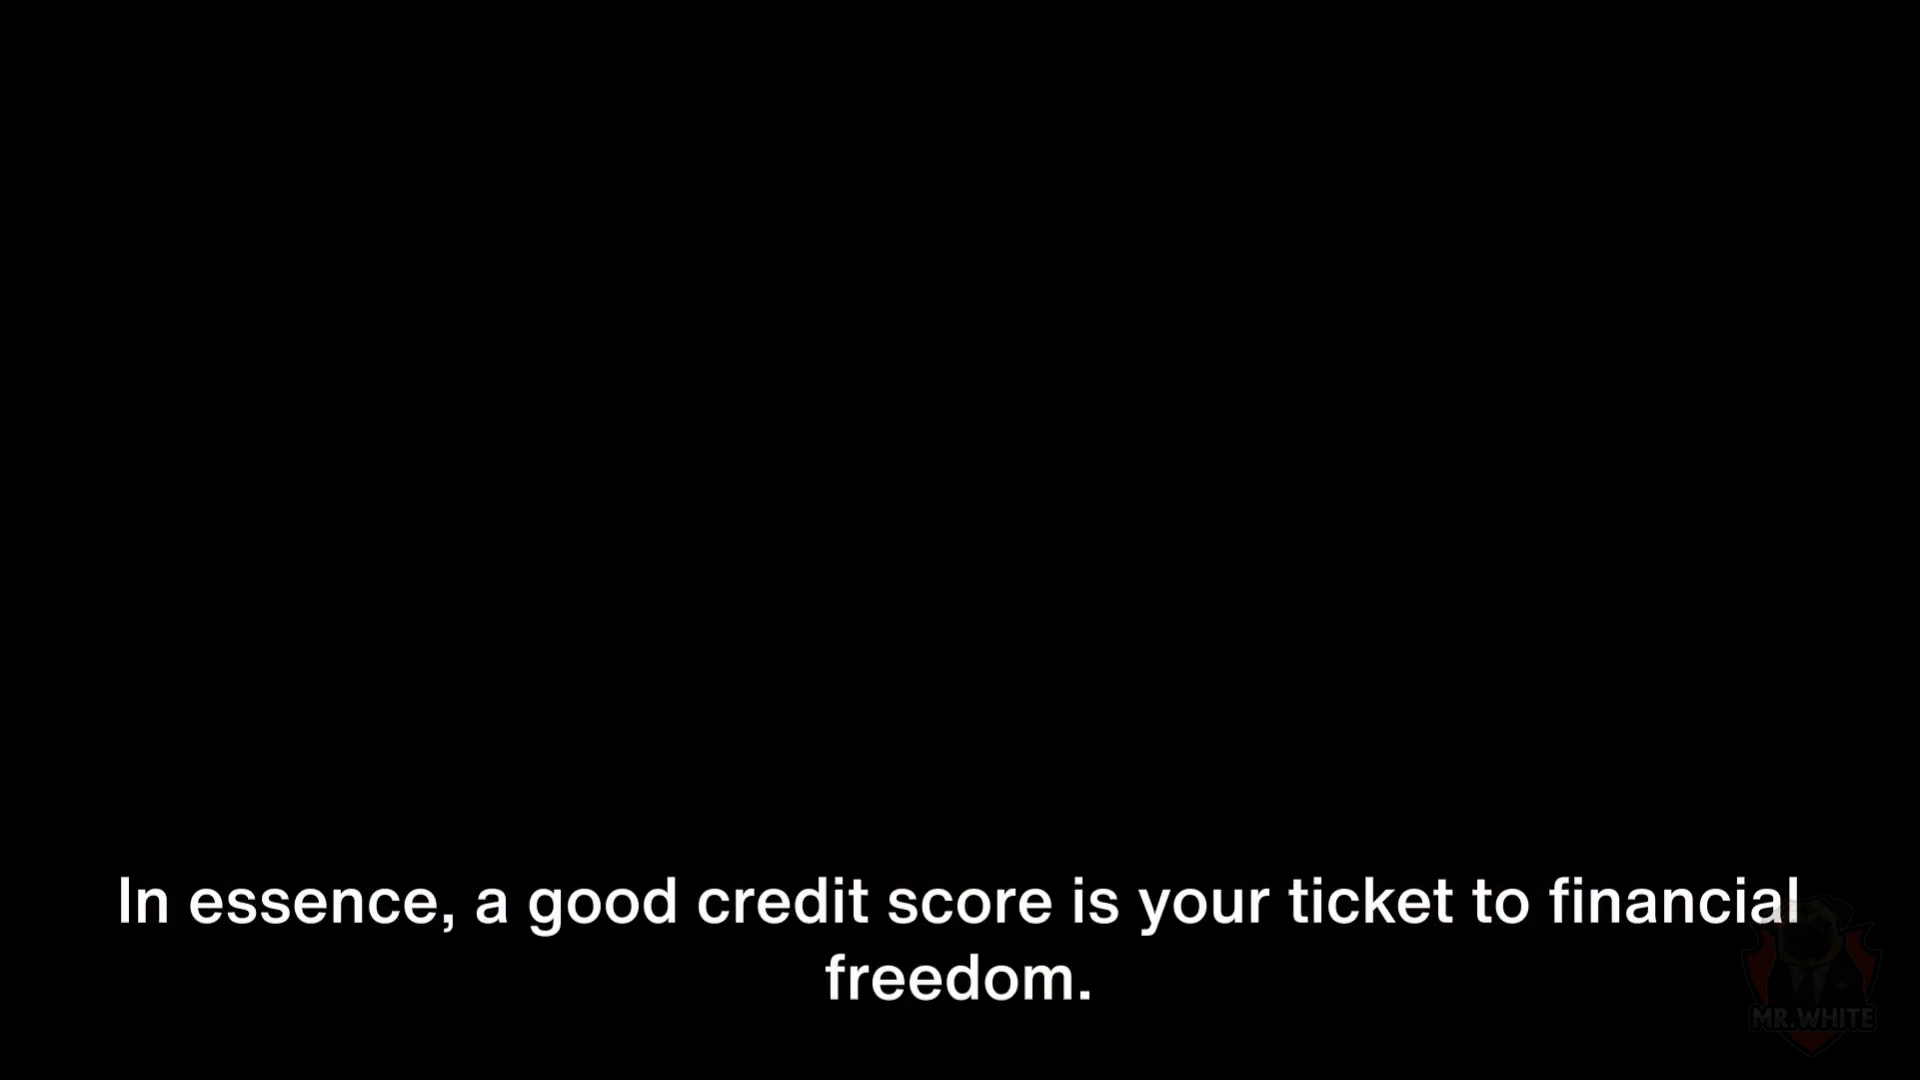 In essence, a good credit score is your ticket to financial
freedom.
MR.WHITE